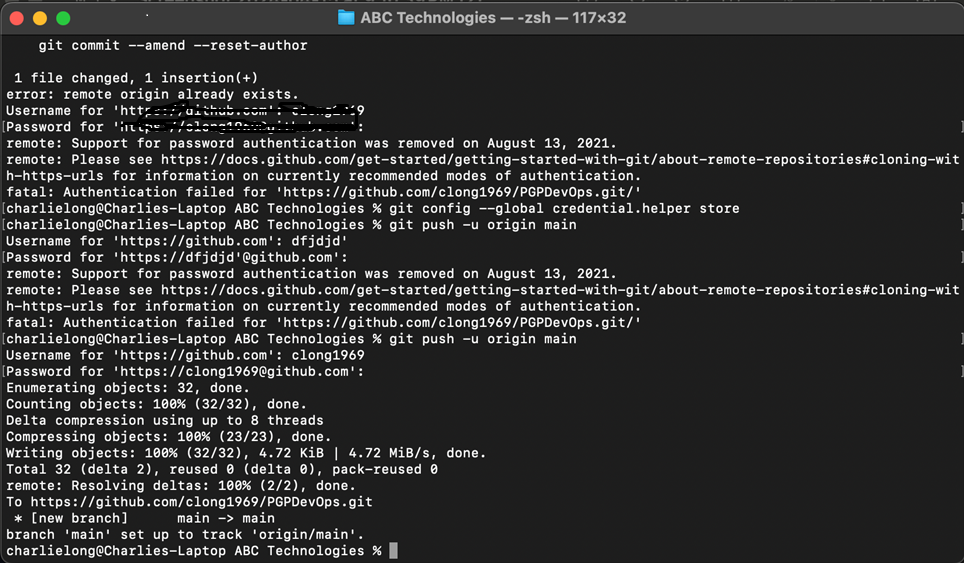 ABC Technologies — -zsh — 117×32
git commit --amend --reset-author
1 file changed, 1 insertion(+)
error: remote origin already exists.
Username for 'https://github.com': clong1969
[Password for 'https://clong1969@github.com': ]
remote: Support for password authentication was removed on August 13, 2021.
remote: Please see https://docs.github.com/get-started/getting-started-with-git/about-remote-repositories#cloning-wit
h-https-urls for information on currently recommended modes of authentication.
fatal: Authentication failed for 'https://github.com/clong1969/PGPDevOps.git/'
[charlielong@Charlies-Laptop ABC Technologies % git config --global credential.helper store ]
[charlielong@Charlies-Laptop ABC Technologies % git push -u origin main ]
Username for 'https://github.com': dfjdjd'
[Password for 'https://dfjdjd'@github.com': ]
remote: Support for password authentication was removed on August 13, 2021.
remote: Please see https://docs.github.com/get-started/getting-started-with-git/about-remote-repositories#cloning-wit
h-https-urls for information on currently recommended modes of authentication.
fatal: Authentication failed for 'https://github.com/clong1969/PGPDevOps.git/'
[charlielong@Charlies-Laptop ABC Technologies % git push -u origin main ]
Username for 'https://github.com': clong1969
[Password for 'https://clong1969@github.com': ]
Enumerating objects: 32, done.
Counting objects: 100% (32/32), done.
Delta compression using up to 8 threads
Compressing objects: 100% (23/23), done.
Writing objects: 100% (32/32), 4.72 KiB | 4.72 MiB/s, done.
Total 32 (delta 2), reused 0 (delta 0), pack-reused 0
remote: Resolving deltas: 100% (2/2), done.
To https://github.com/clong1969/PGPDevOps.git
* [new branch] main -> main
branch 'main' set up to track 'origin/main'.
charlielong@Charlies-Laptop ABC Technologies %